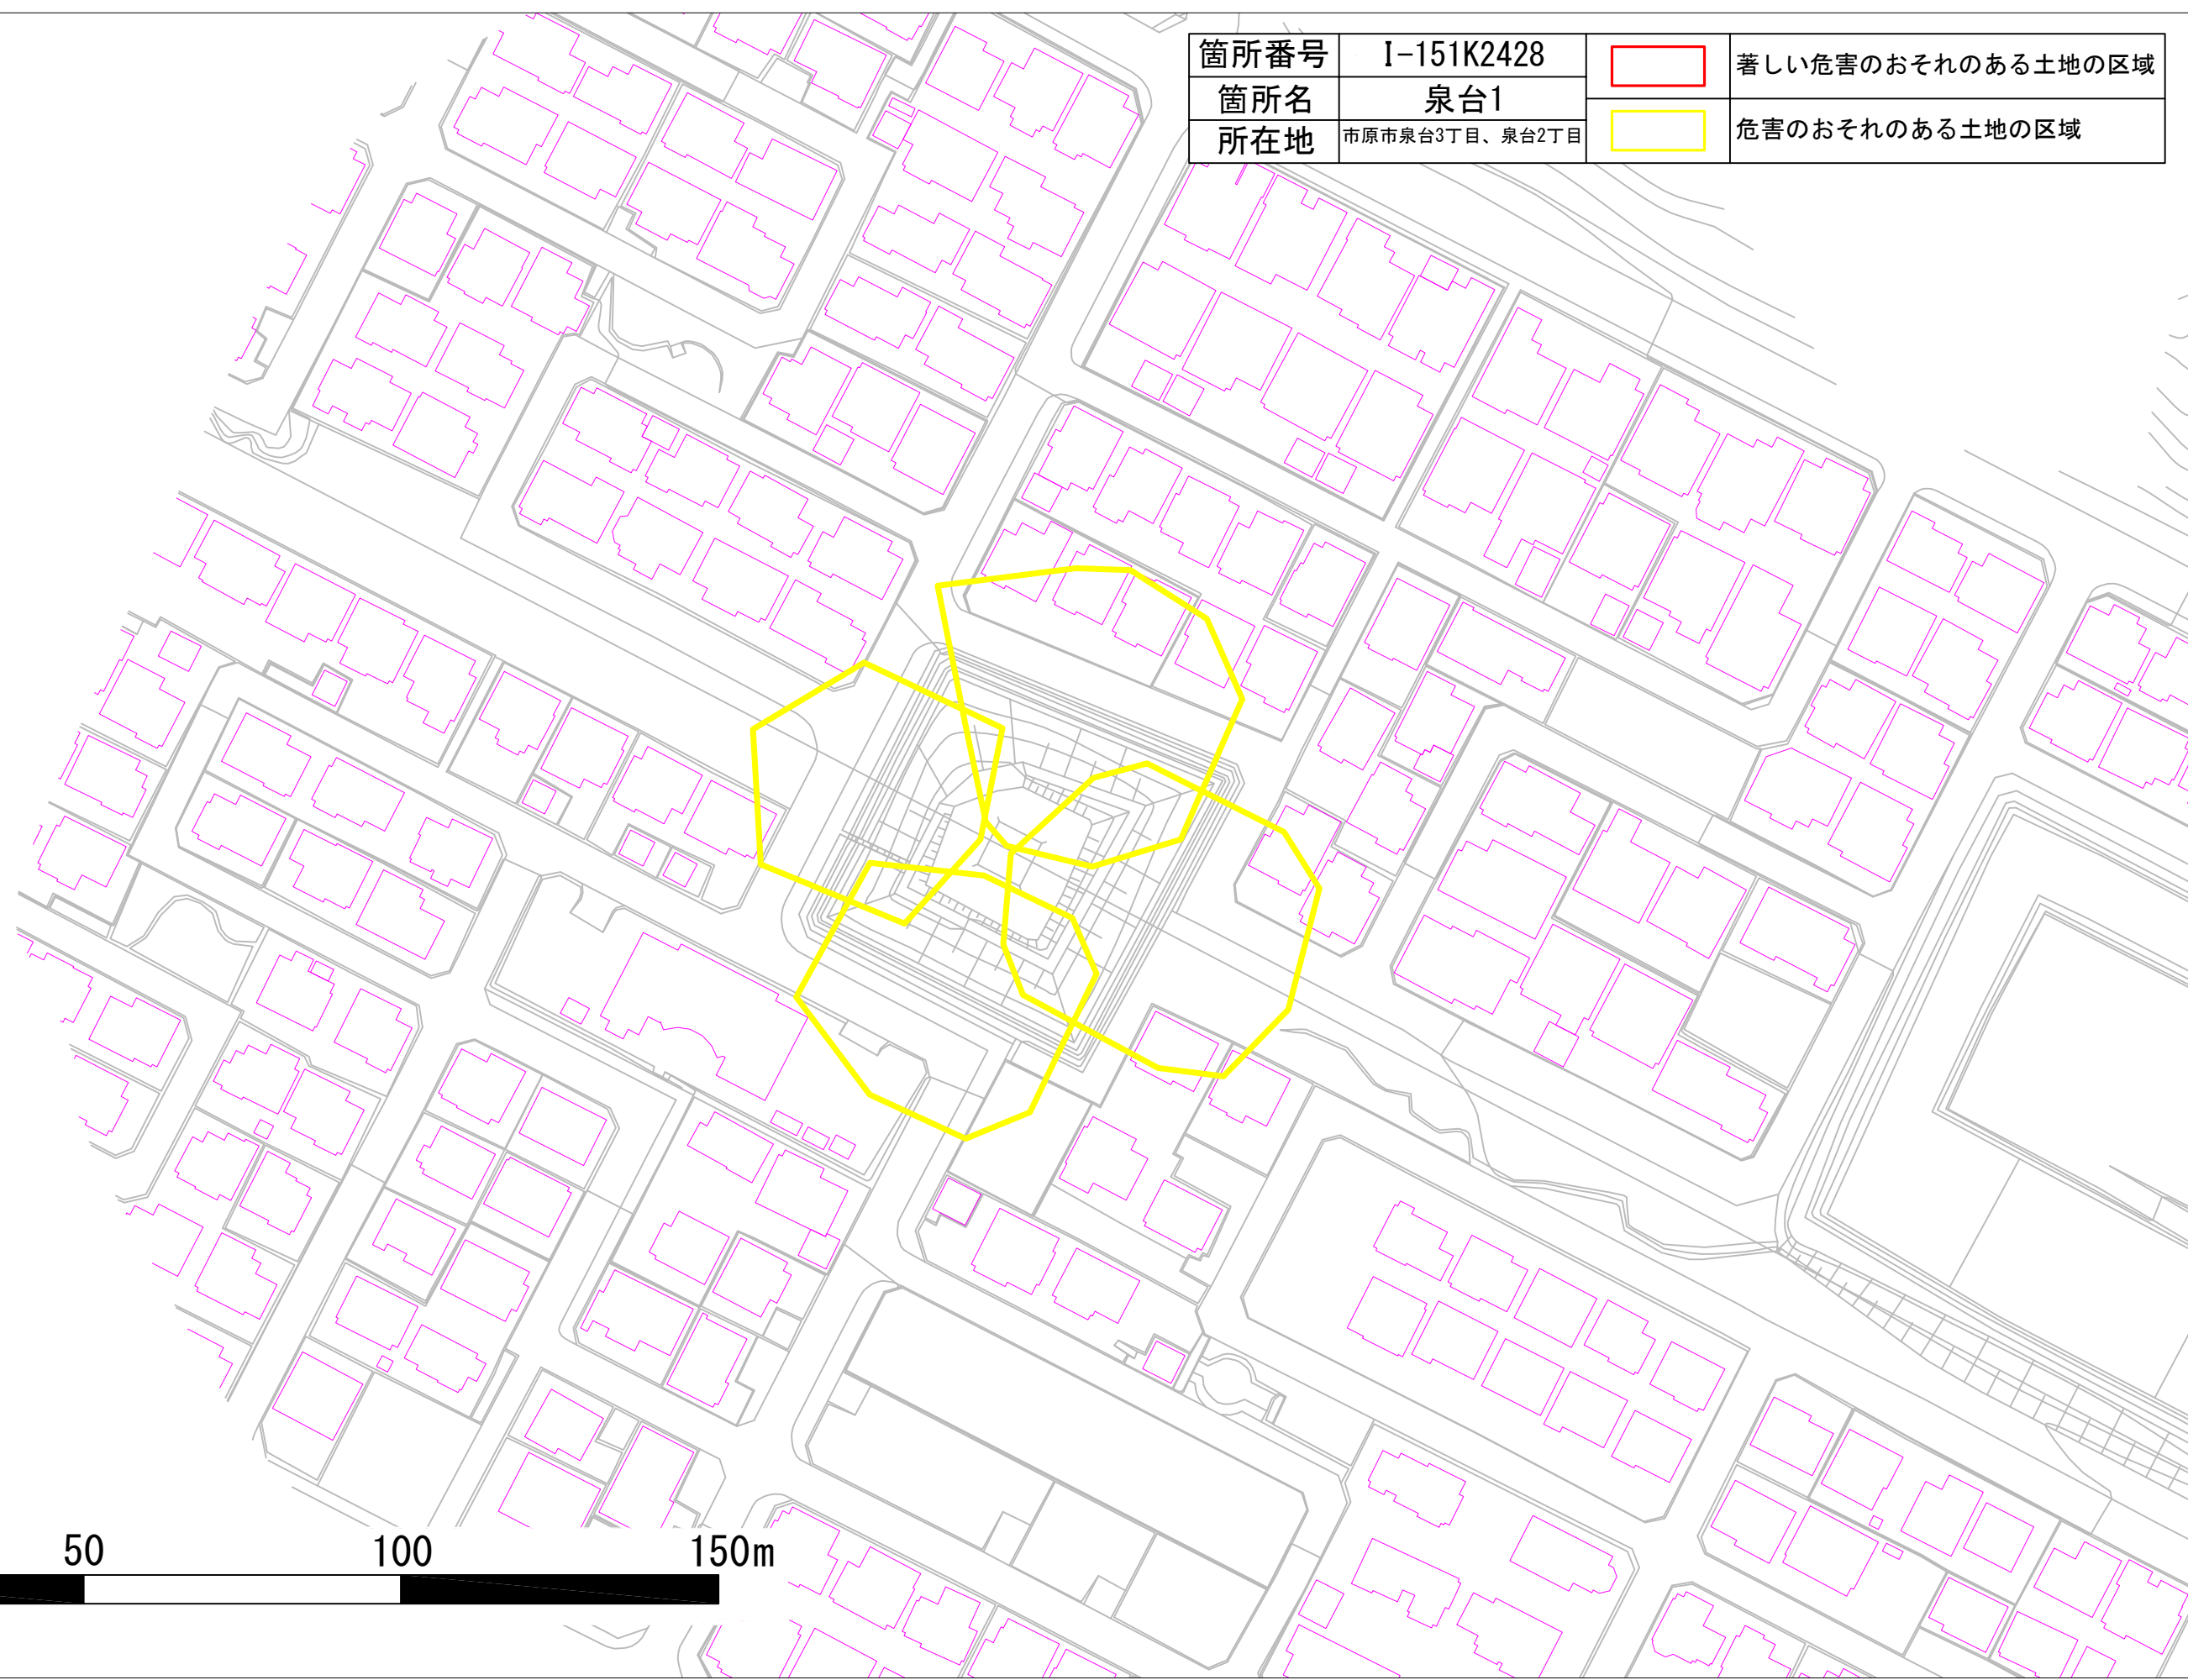 箇所番号 I-151K2428 著しい危害のおそれのある土地の区域
箇所名 泉台1
危害のおそれのある土地の区域
所在地 市原市泉台3丁目、泉台2丁目
50 100 150m